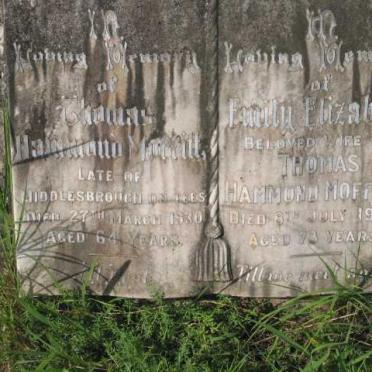 Loving Memory
of
Thomas
Hammond Moffitt,
LATE OF
MIDDLESBROUGH ON TEES
DIED 27TH MARCH 1930
AGED 64 YEARS.
Loving Mem
of
Emily Elizab
BELOVED WIFE
THOMAS
HAMMOND MOFF
DIED 8TH JULY 19
AGED 73 YEARS